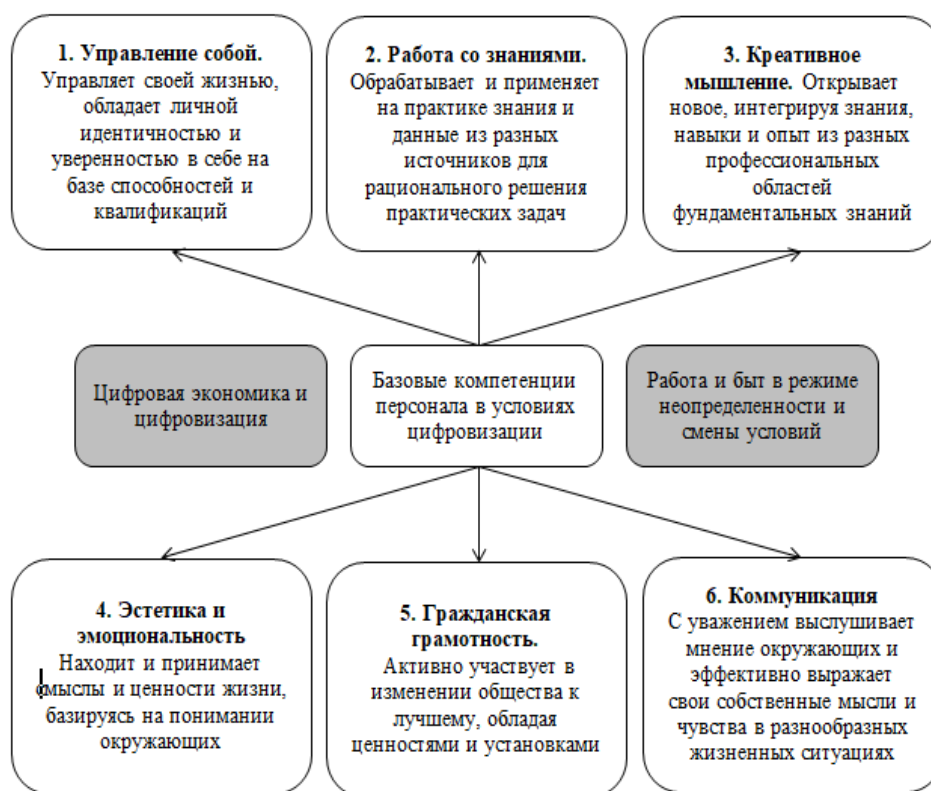 1. Управление собой.
Управляет своей жизнью,
обладает личной
идентичностью и
уверенностью в себе на
базе способностей и
квалификаций
2. Работа со знаниями.
Обрабатывает и применяет
на практике знания и
данные из разных
источников для
рационального решения
практических задач
3. Креативное
мышление. Открывает
новое, интегрируя знания,
навыки и опыт из разных
профессиональных
областей
фундаментальных знаний
Цифровая экономика и
цифровизация
Базовые компетенции
персонала в условиях
цифровизации
Работа и быт в режиме
неопределенности и
смены условий
4. Эстетика и
эмоциональность
Находит и принимает
смыслы и ценности жизни,
базируясь на понимании
окружающих
5. Гражданская
грамотность.
Активно участвует в
изменении общества к
лучшему, обладая
ценностями и установками
6. Коммуникация
С уважением выслушивает
мнение окружающих и
эффективно выражает
свои собственные мысли и
чувства в разнообразных
жизненных ситуациях